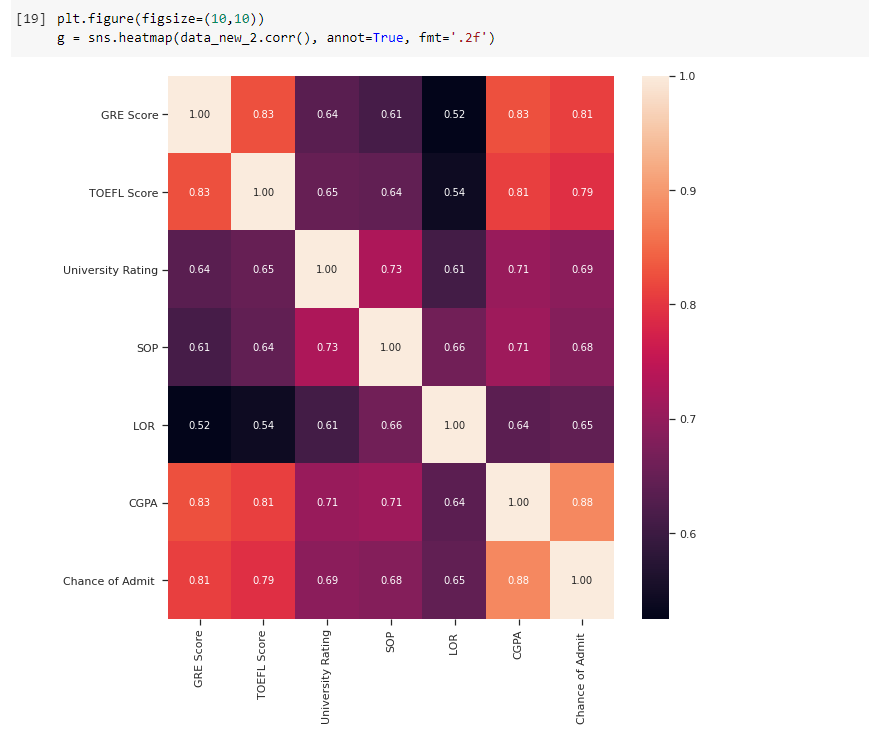 [19] plt.figure(figsize=(10,10))
g = sns.heatmap(data_new_2.corr(), annot=True, fmt='.2f')
1.0
GRE Score 1.00 0.83 0.64 0.61 0.52 0.83 0.81
0.9
TOEFL Score 0.83 1.00 0.65 0.64 0.54 0.81 0.79
University Rating 0.64 0.65 1.00 0.73 0.61 0.71 0.69
0.8
SOP 0.61 0.64 0.73 1.00 0.66 0.71 0.68
0.7
LOR 0.52 0.54 0.61 0.66 1.00 0.64 0.65
CGPA 0.83 0.81 0.71 0.71 0.64 1.00 0.88
0.6
Chance of Admit 0.81 0.79 0.69 0.68 0.65 0.88 1.00
GRE Score
TOEFL Score
University Rating
SOP
LOR
CGPA
Chance of Admit